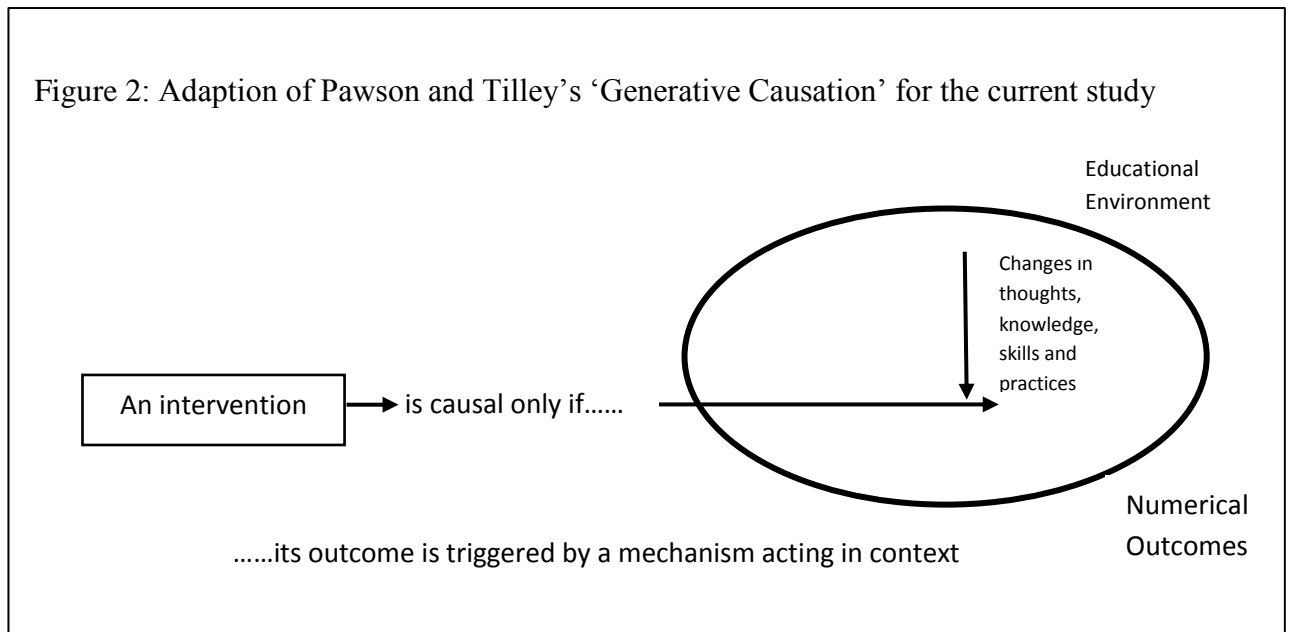 Figure 2: Adaption of Pawson and Tilley’s ‘Generative Causation’ for the current study
Educational
Environment
Changes in
thoughts,
knowledge,
skills and
practices
An intervention
is causal only if……
Numerical
Outcomes
……its outcome is triggered by a mechanism acting in context